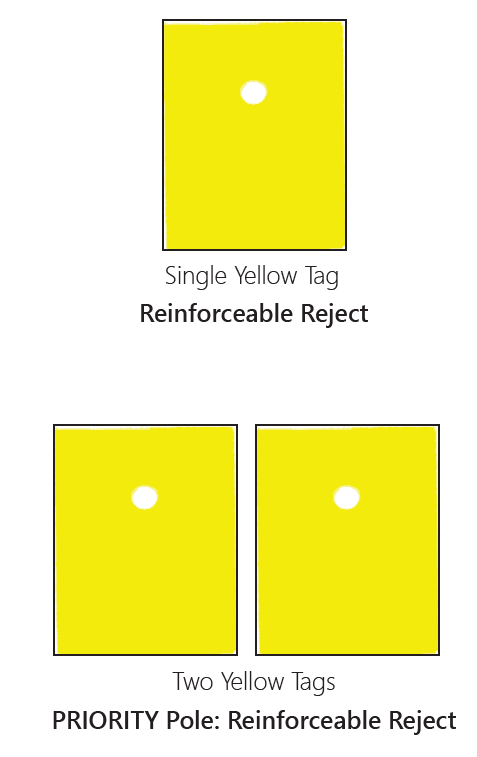 Single Yellow Tag
Reinforceable Reject
Two Yellow Tags
PRIORITY Pole: Reinforceable Reject